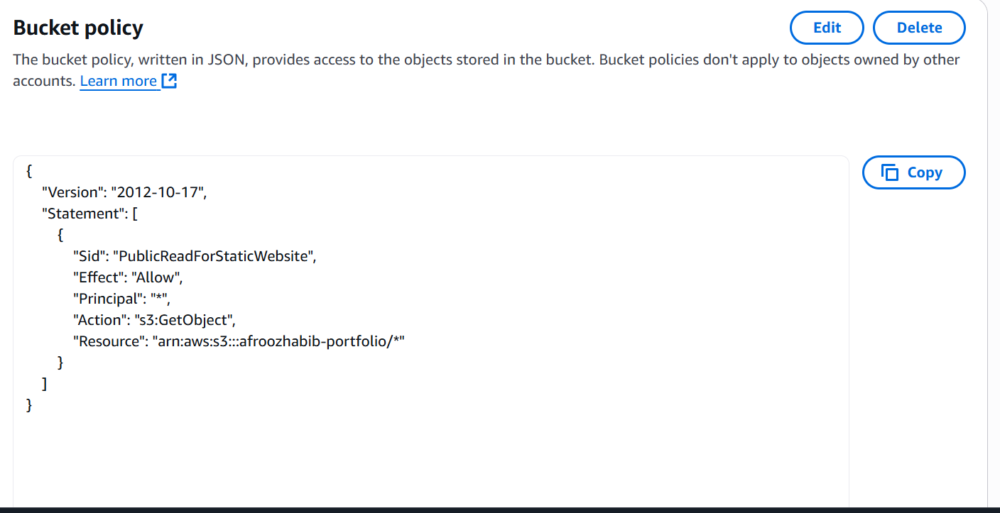 Bucket policy
Edit
Delete
The bucket policy, written in JSON, provides access to the objects stored in the bucket. Bucket policies don't apply to objects owned by other
accounts. Learn more
Copy
{
    "Version": "2012-10-17",
    "Statement": [
        {
            "Sid": "PublicReadForStaticWebsite",
            "Effect": "Allow",
            "Principal": "*",
            "Action": "s3:GetObject",
            "Resource": "arn:aws:s3:::afroozhabib-portfolio/*"
        }
    ]
}